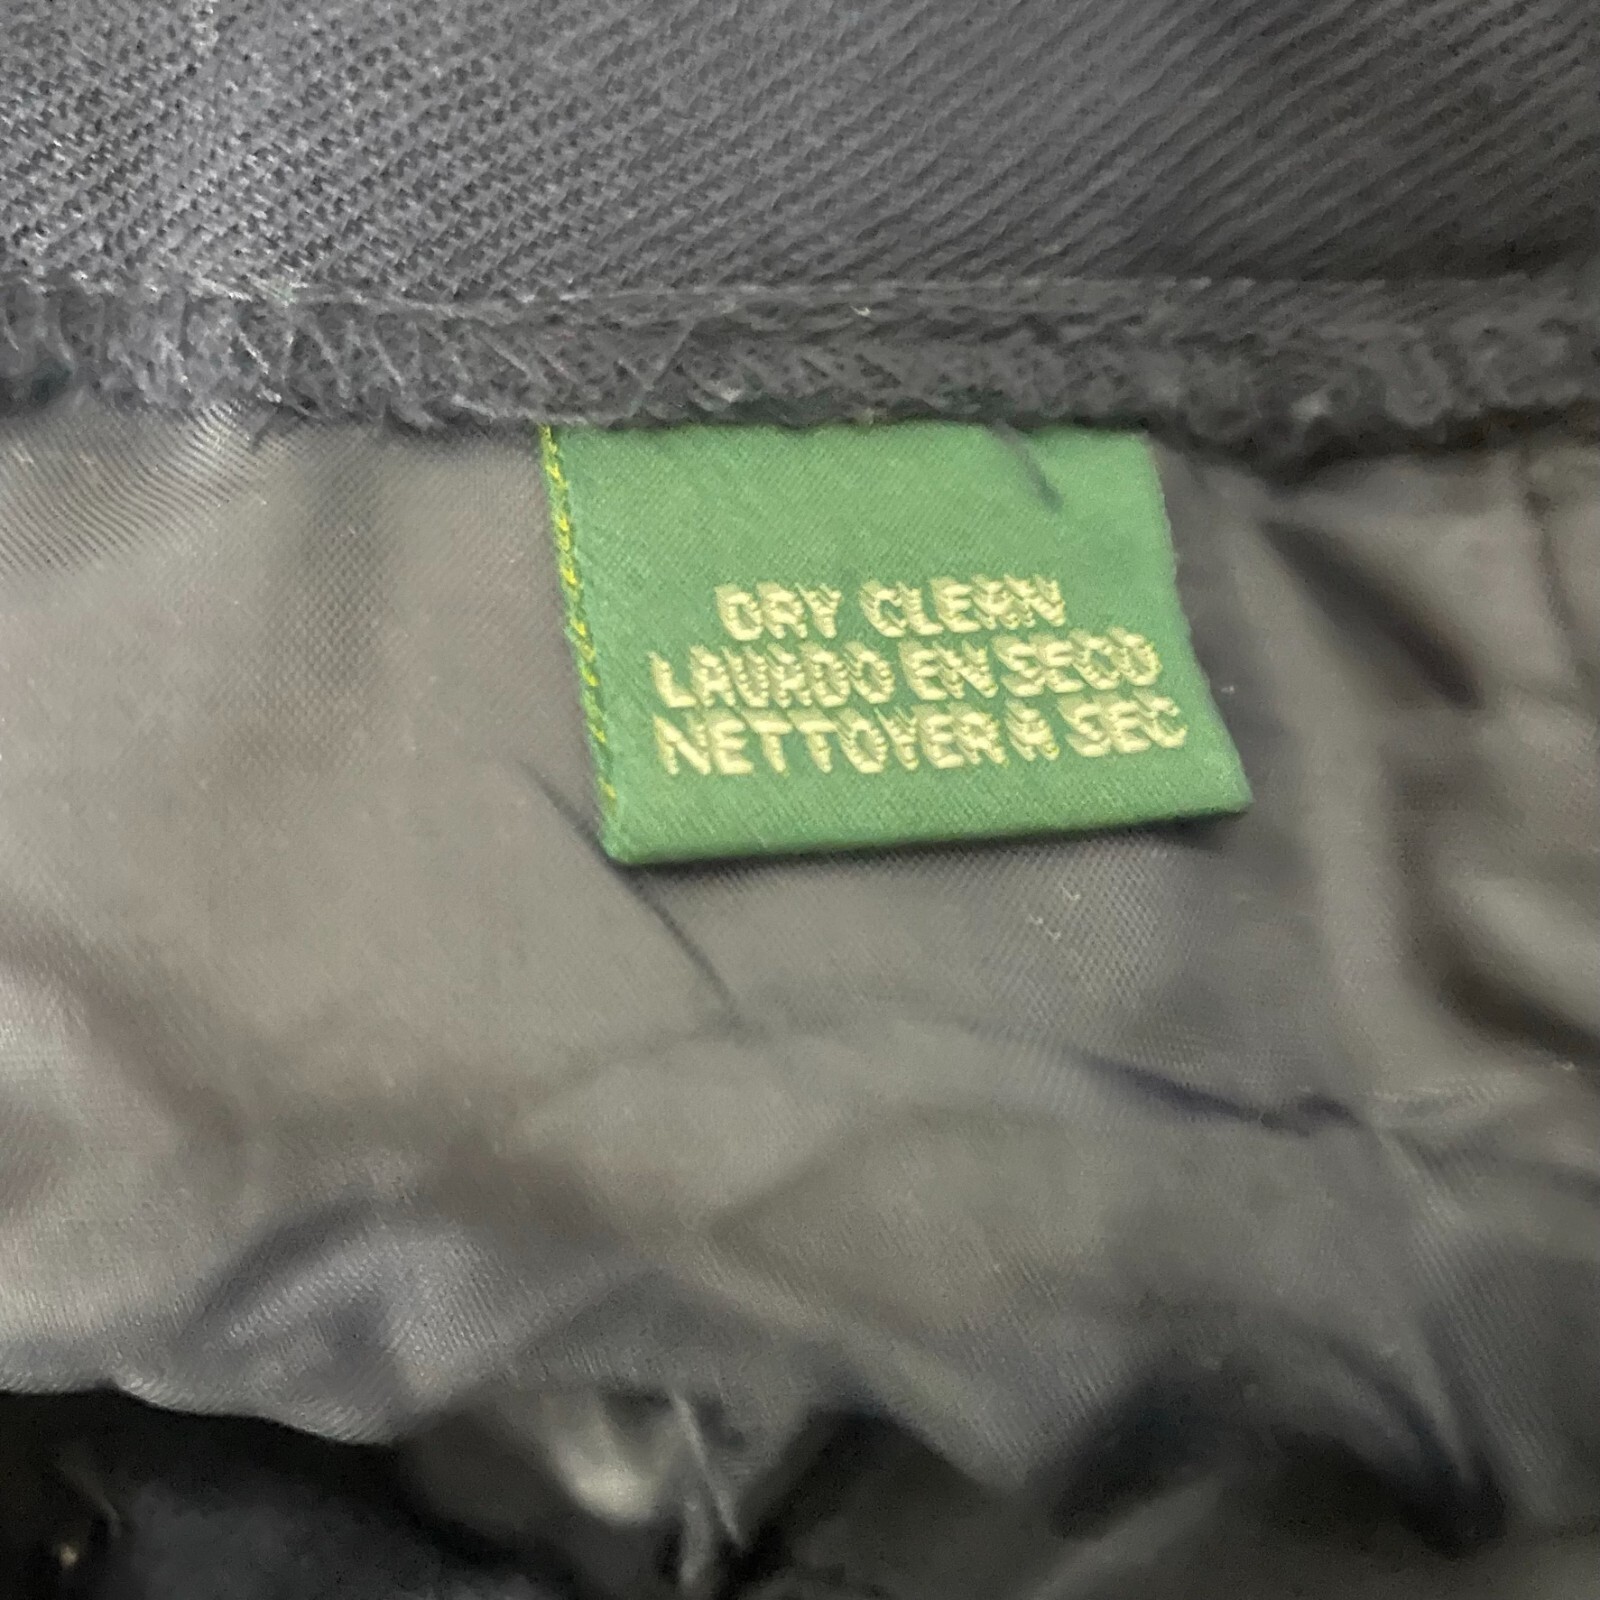 DRY CLEAN
LAVADO EN SECO
NETTOYER A SEC